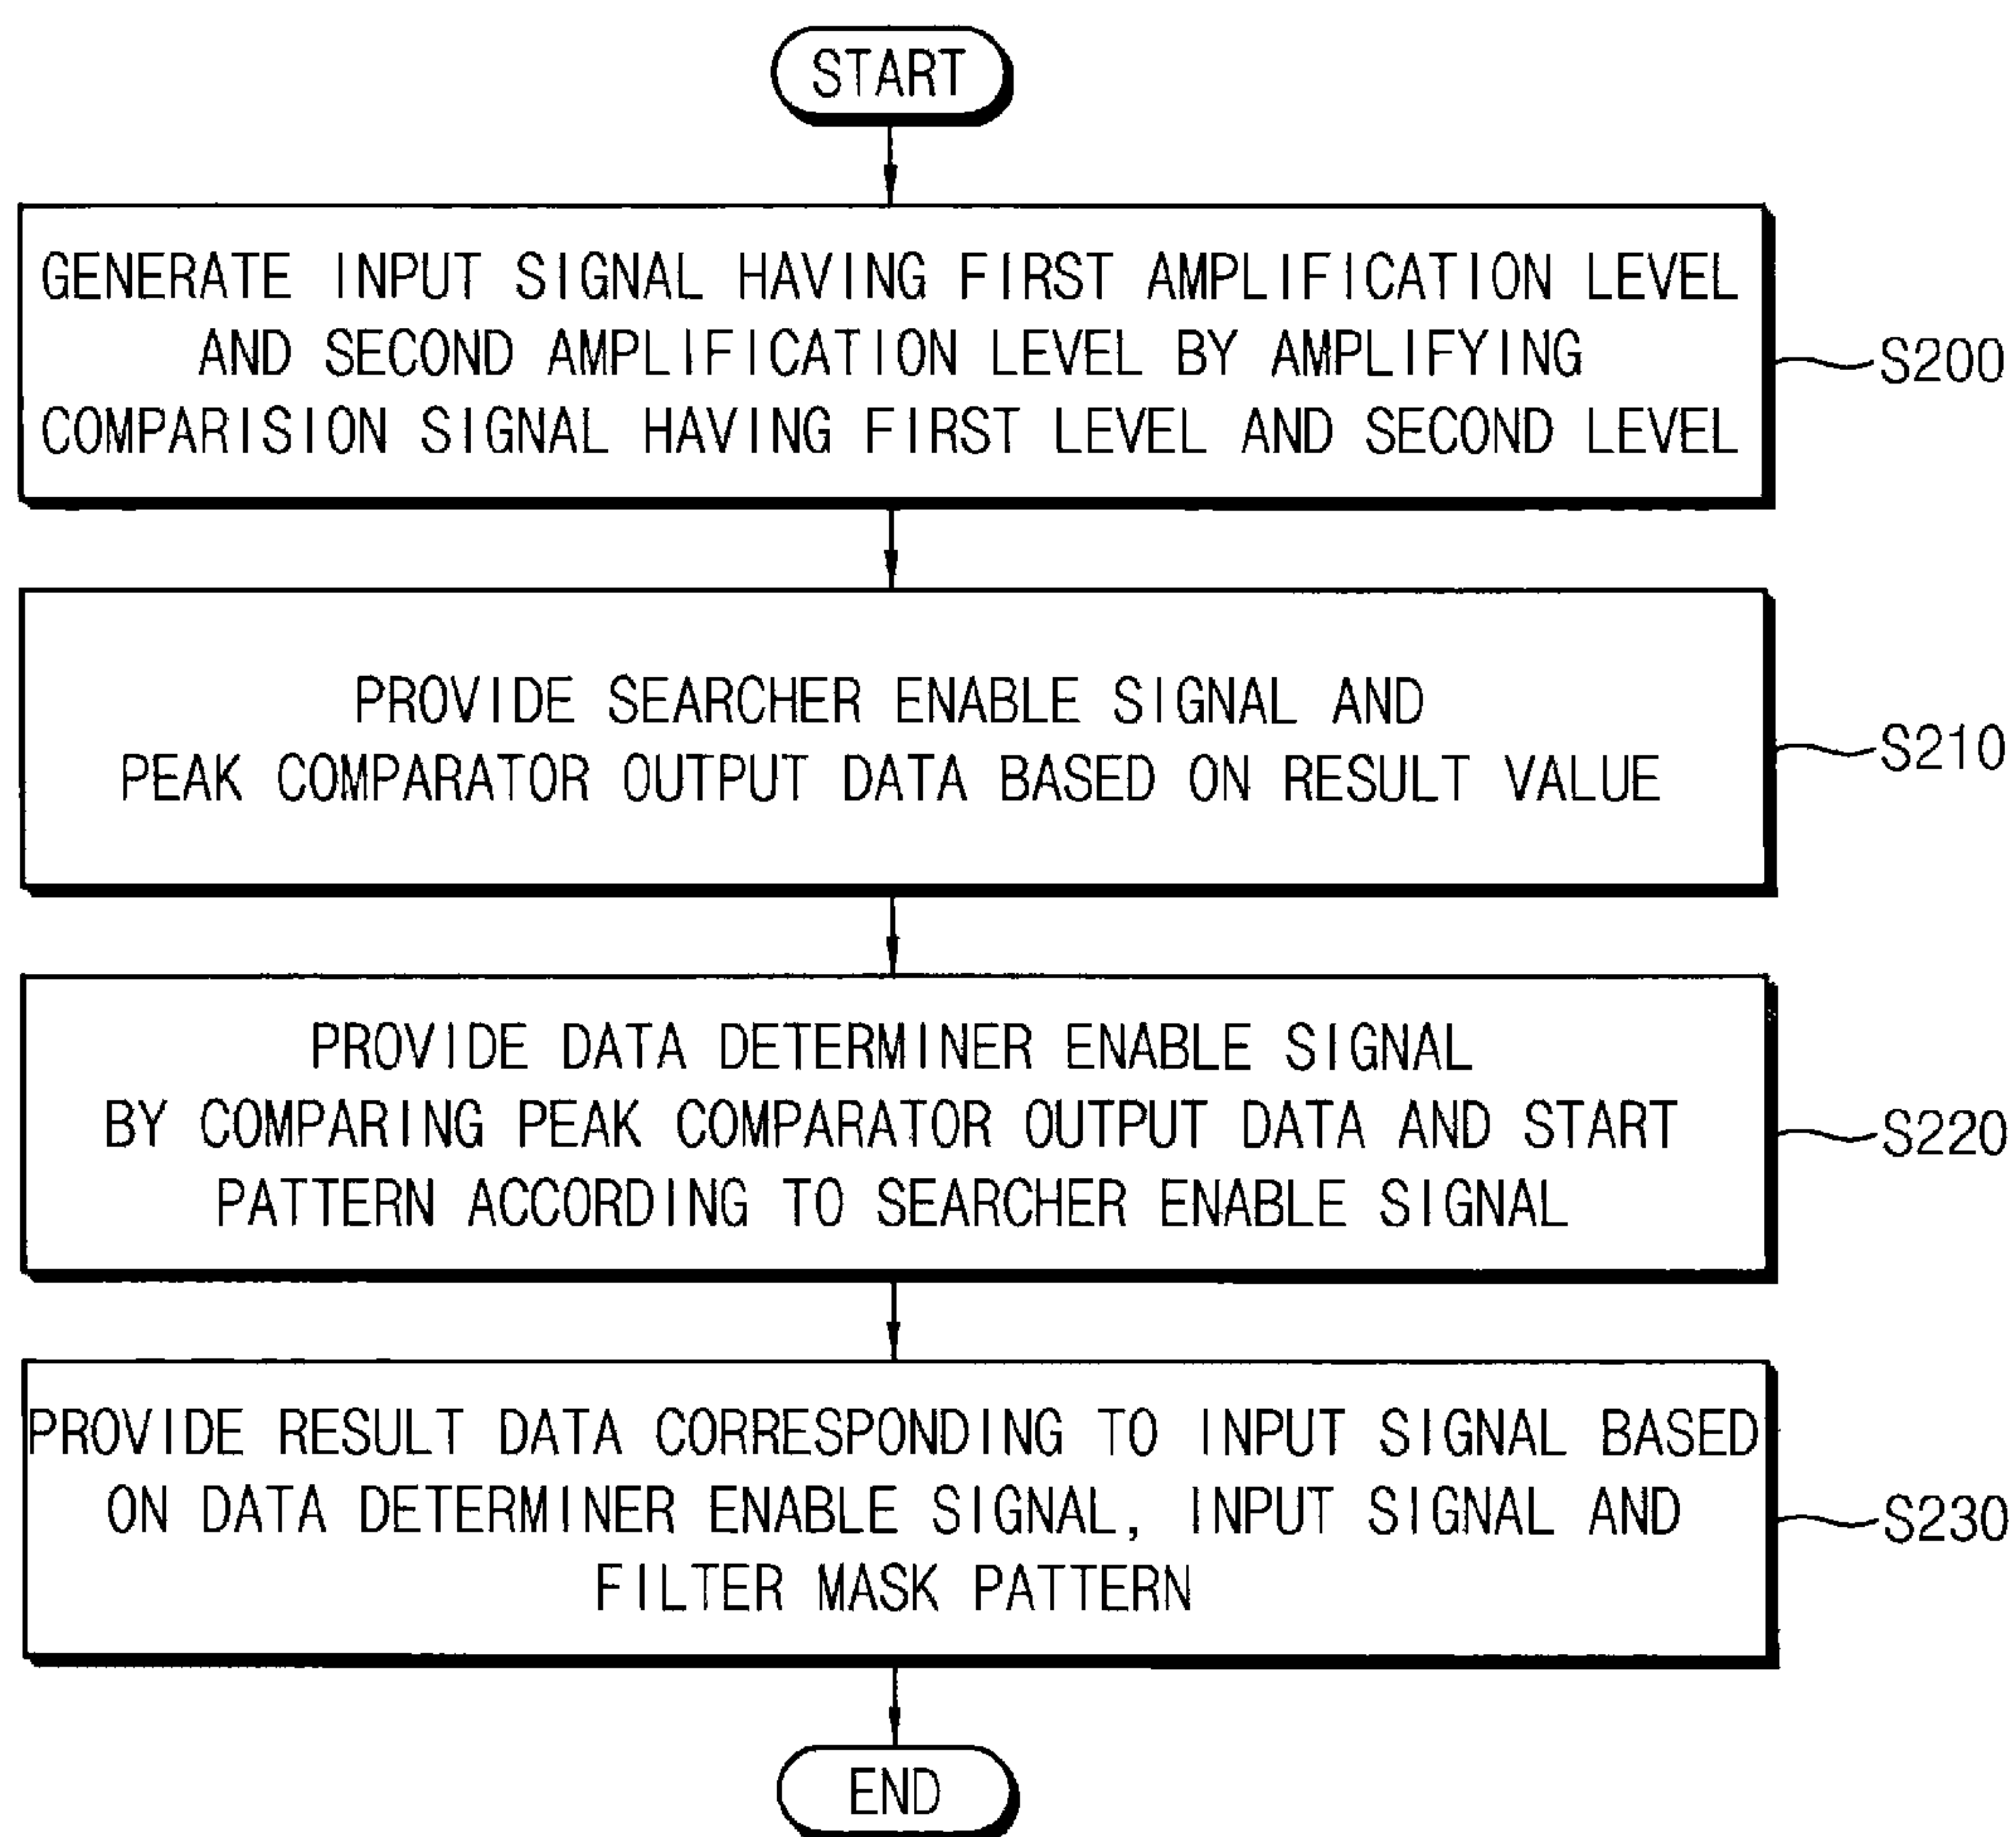 START
GENERATE INPUT SIGNAL HAVING FIRST AMPLIFICATION LEVEL
AND SECOND AMPLIFICATION LEVEL BY AMPLIFYING
COMPARISION SIGNAL HAVING FIRST LEVEL AND SECOND LEVEL
S200
PROVIDE SEARCHER ENABLE SIGNAL AND
PEAK COMPARATOR OUTPUT DATA BASED ON RESULT VALUE
S210
PROVIDE DATA DETERMINER ENABLE SIGNAL
BY COMPARING PEAK COMPARATOR OUTPUT DATA AND START
PATTERN ACCORDING TO SEARCHER ENABLE SIGNAL
S220
PROVIDE RESULT DATA CORRESPONDING TO INPUT SIGNAL BASED
ON DATA DETERMINER ENABLE SIGNAL, INPUT SIGNAL AND
FILTER MASK PATTERN
S230
END